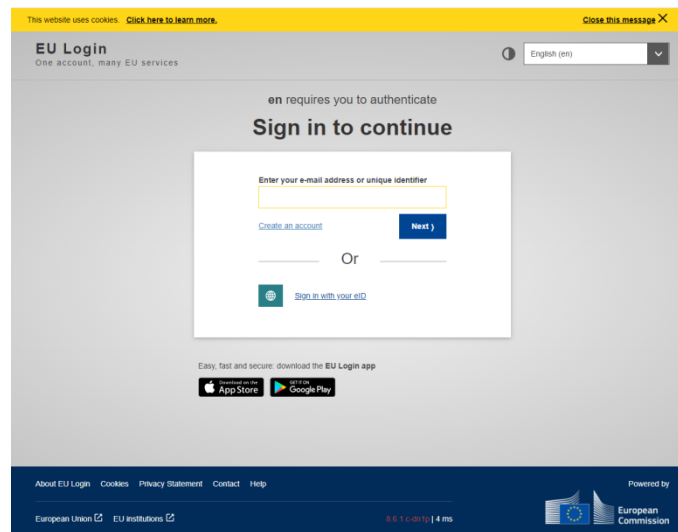 This website uses cookies. Click here to learn more. Close this message
EU Login
One account, many EU services
English (en)
en requires you to authenticate
Sign in to continue
Enter your e-mail address or unique identifier
Create an account
Next
Or
Sign in with your eID
Easy, fast and secure: download the EU Login app
Download on the
App Store
GET IT ON
Google Play
About EU Login Cookies Privacy Statement Contact Help
Powered by
European Union EU institutions
| 4 ms
European
Commission